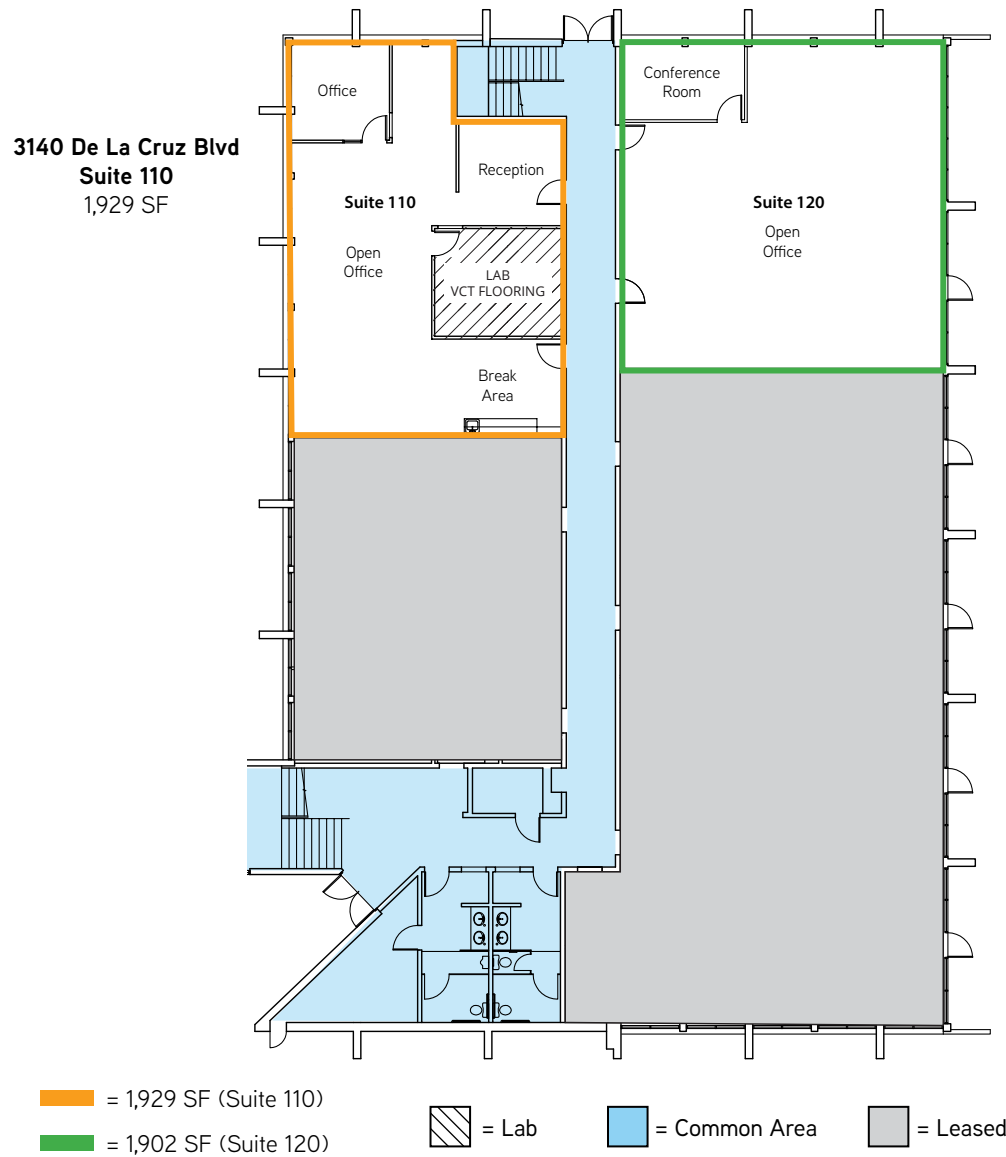 3140 De La Cruz Blvd
Suite 110
1,929 SF
Office
Conference
Room
Reception
Suite 110
Open
Office
Suite 120
Open
Office
LAB
VCT FLOORING
Break
Area
= 1,929 SF (Suite 110)
= 1,902 SF (Suite 120)
= Lab
= Common Area
= Leased